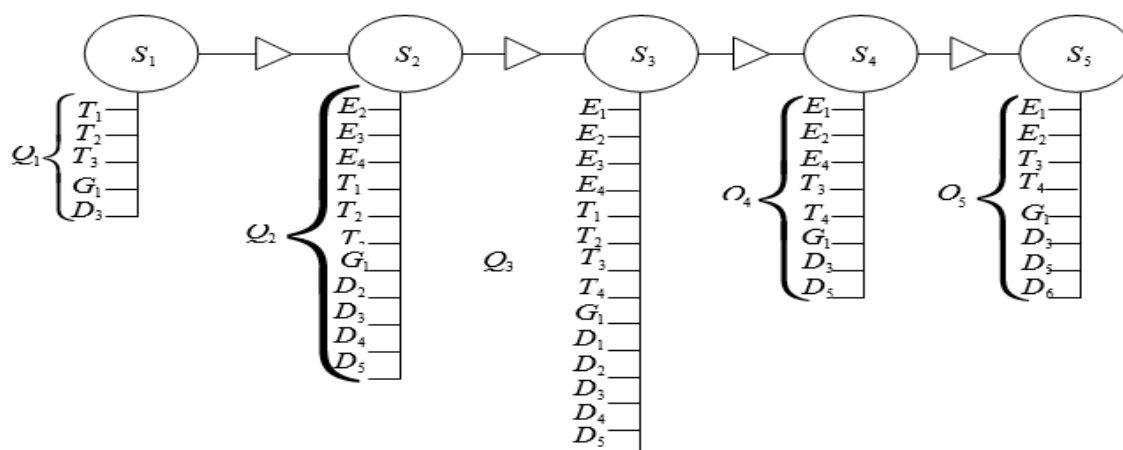 S₁ S₂ S₃ S₄ S₅
Q₁
T₁
T₂
T₃
G₁
D₃
Q₂
E₂
E₃
E₄
T₁
T₂
G₁
D₂
D₃
D₄
D₅
Q₃
E₁
E₂
E₃
E₄
T₁
T₂
T₃
T₄
G₁
D₁
D₂
D₃
D₄
D₅
E₁
E₂
E₄
T₃
T₄
G₁
D₃
D₅
E₁
E₂
T₃
T₄
G₁
D₃
D₅
D₆